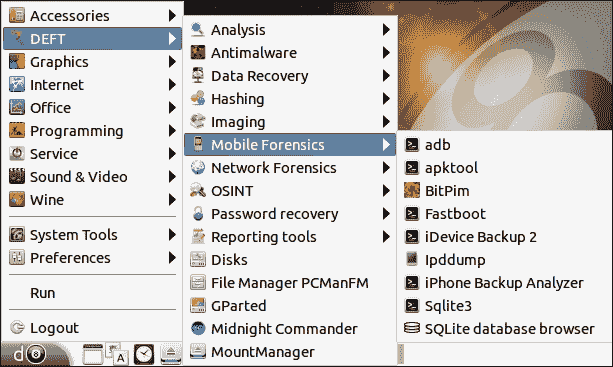 Accessories
DEFT
Graphics
Internet
Office
Programming
Service
Sound & Video
Wine
System Tools
Preferences
Run
Logout
Analysis
Antimalware
Data Recovery
Hashing
Imaging
Mobile Forensics
Network Forensics
OSINT
Password recovery
Reporting tools
Disks
File Manager PCManFM
GParted
Midnight Commander
MountManager
adb
apktool
BitPim
Fastboot
iDevice Backup 2
Ipddump
iPhone Backup Analyzer
Sqlite3
SQLite database browser
d 8
A